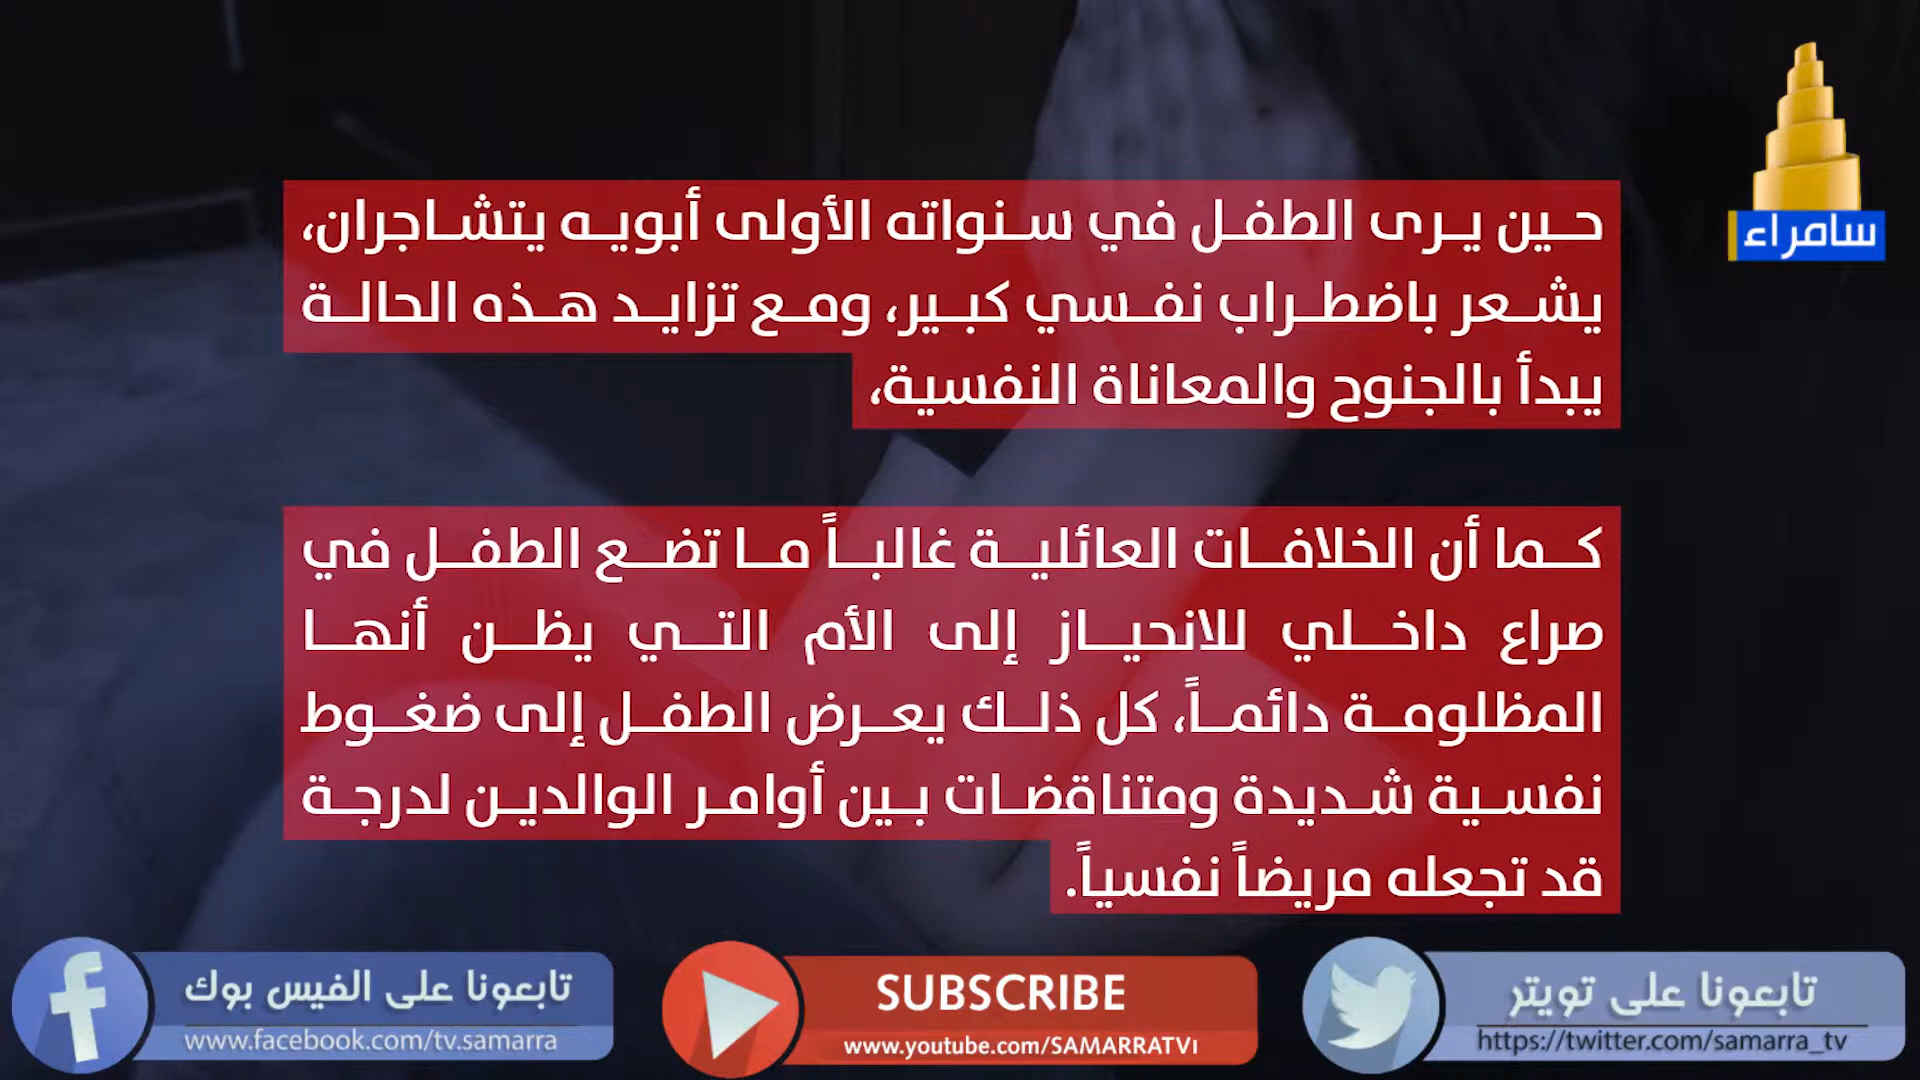 سامراء
حين يرى الطفل في سنواته الأولى أبويه يتشاجران،
يشعر باضطراب نفسي كبير، ومع تزايد هذه الحالة
يبدأ بالجنوح والمعاناة النفسية،
كما أن الخلافات العائلية غالباً ما تضع الطفل في
صراع داخلي للانحياز إلى الأم التي يظن أنها
المظلومة دائماً، كل ذلك يعرض الطفل إلى ضغوط
نفسية شديدة ومتناقضات بين أوامر الوالدين لدرجة
قد تجعله مريضاً نفسياً.
تابعونا على الفيس بوك
www.facebook.com/tv.samarra
SUBSCRIBE
www.youtube.com/SAMARRATV1
تابعونا على تويتر
https://twitter.com/samarra_tv